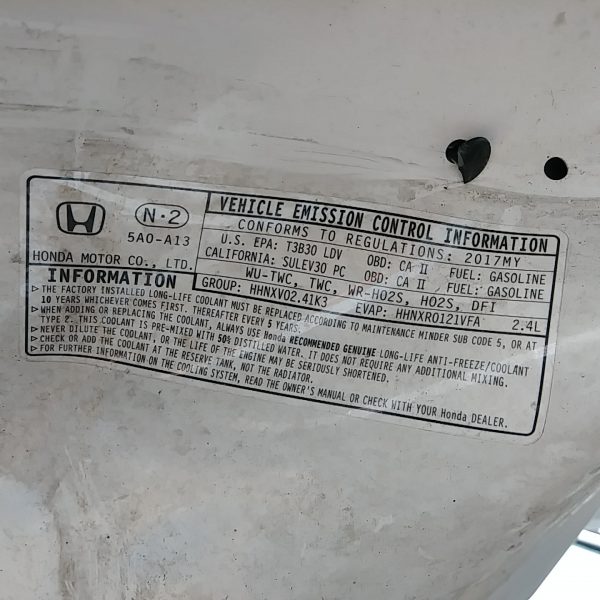 N·2
5A0-A13
HONDA MOTOR CO., LTD.
VEHICLE EMISSION CONTROL INFORMATION
CONFORMS TO REGULATIONS: 2017MY
U.S. EPA: T3B30 LDV OBD: CA II FUEL: GASOLINE
CALIFORNIA: SULEV30 PC OBD: CA II FUEL: GASOLINE
WU-TWC, TWC, WR-HO2S, HO2S, DFI
GROUP: HHNXV02.41K3 EVAP: HHNXR0121VFA 2.4L
INFORMATION
▷ THE FACTORY INSTALLED LONG-LIFE COOLANT MUST BE REPLACED ACCORDING TO MAINTENANCE MINDER SUB CODE 5, OR AT
10 YEARS WHICHEVER COMES FIRST. THEREAFTER EVERY 5 YEARS.
▷ WHEN ADDING OR REPLACING THE COOLANT, ALWAYS USE Honda RECOMMENDED GENUINE LONG-LIFE ANTI-FREEZE/COOLANT
TYPE 2. THIS COOLANT IS PRE-MIXED WITH 50% DISTILLED WATER. IT DOES NOT REQUIRE ANY ADDITIONAL MIXING.
▷ NEVER DILUTE THE COOLANT, OR THE LIFE OF THE ENGINE MAY BE SERIOUSLY SHORTENED.
▷ CHECK OR ADD THE COOLANT AT THE RESERVE TANK, NOT THE RADIATOR.
▷ FOR FURTHER INFORMATION ON THE COOLING SYSTEM, READ THE OWNER'S MANUAL OR CHECK WITH YOUR Honda DEALER.